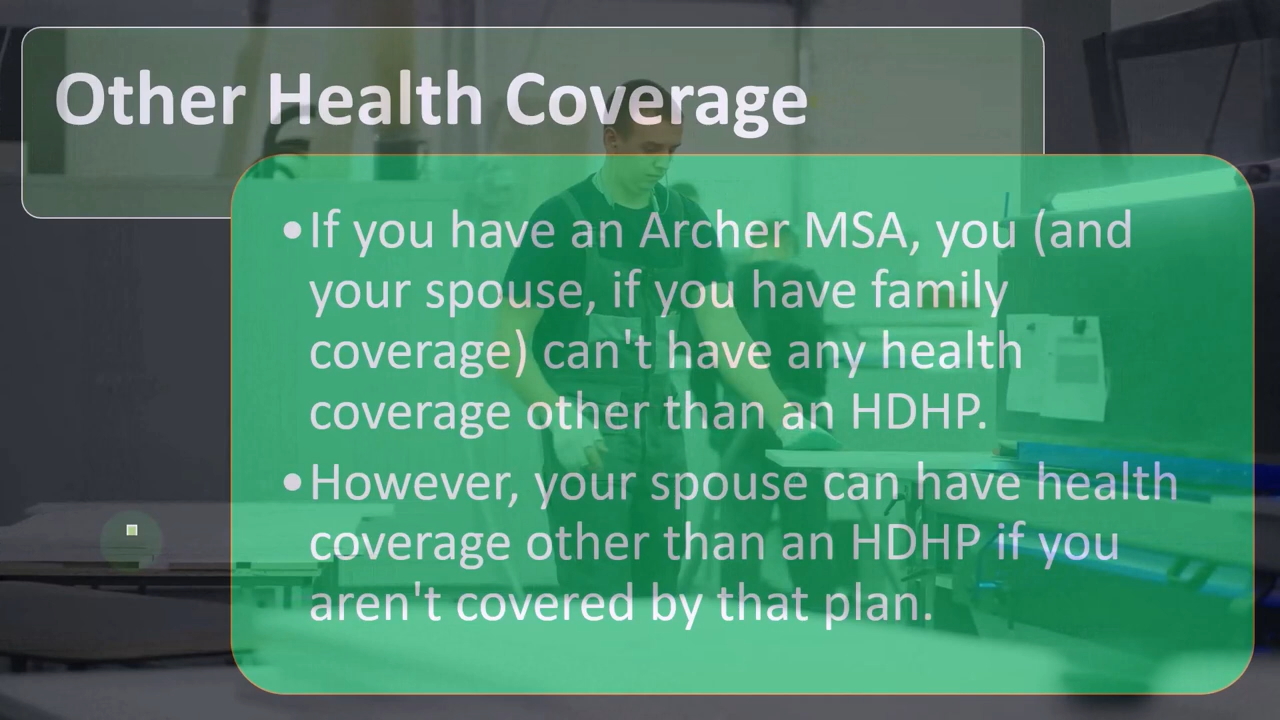 Other Health Coverage
•If you have an Archer MSA, you (and
your spouse, if you have family
coverage) can't have any health
coverage other than an HDHP.
•However, your spouse can have health
coverage other than an HDHP if you
aren't covered by that plan.